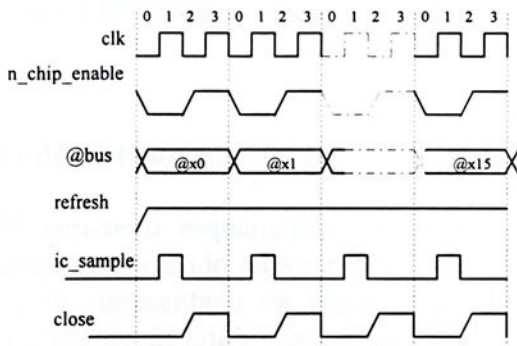 0 1 2 3 0 1 2 3 0 1 2 3 0 1 2 3
clk
n_chip_enable
@bus @x0 @x1 @x15
refresh
ic_sample
close